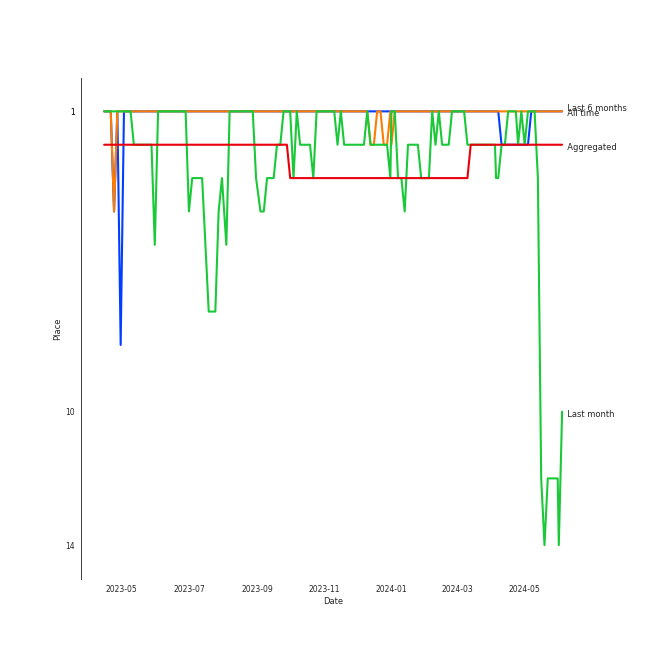 Last 6 months
All time
1
Aggregated
Place
10
Last month
14
2023-05
2023-07
2023-09
2023-11
2024-01
2024-03
2024-05
Date